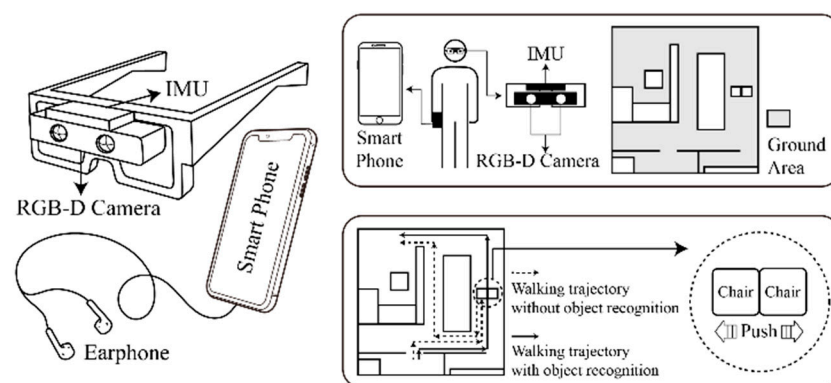 IMU
RGB-D Camera
Smart Phone
Earphone
IMU
Smart
Phone
RGB-D Camera
Ground
Area
Walking trajectory
without object recognition
Walking trajectory
with object recognition
Chair
Chair
Push